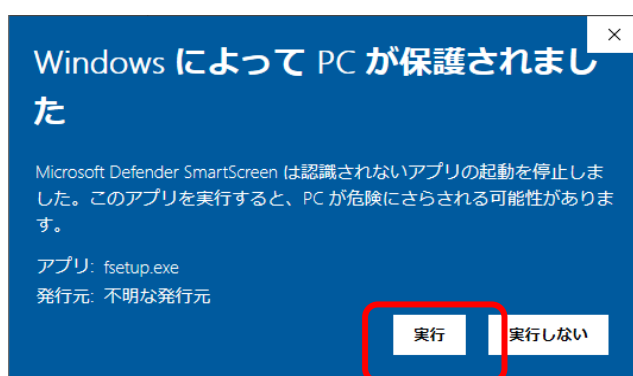 Windows によって PC が保護されまし
た
Microsoft Defender SmartScreen は認識されないアプリの起動を停止しま
した。このアプリを実行すると、PC が危険にさらされる可能性がありま
す。
アプリ: fsetup.exe
発行元: 不明な発行元
実行 実行しない